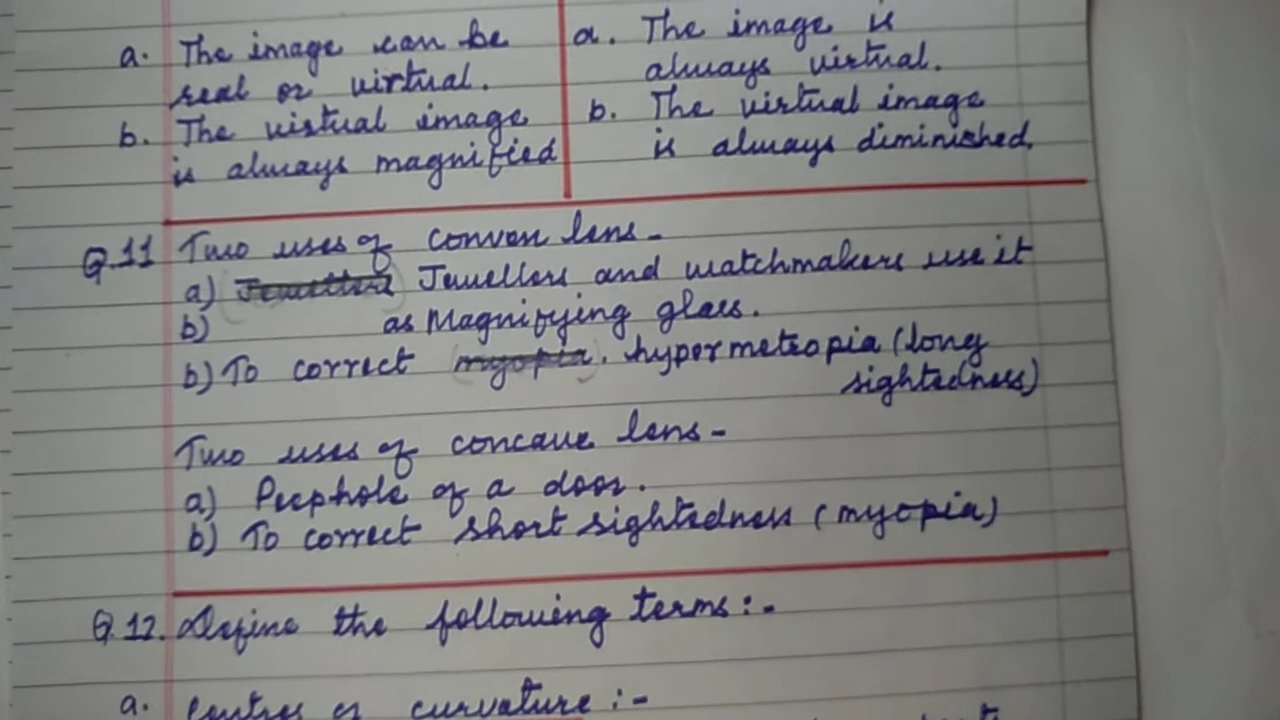 a. The image can be
real or virtual.
b. The virtual image
is always magnified
a. The image is
always virtual.
b. The virtual image
is always diminished.
Q.11 Two uses of convex lens-
a) Jewellers Jewellers and watchmakers use it
b) as Magnifying glass.
b) To correct (myopia). hypermetropia (long
sightedness)
Two uses of concave lens-
a) Peephole of a door.
b) To correct short sightedness (myopia)
Q.12. Define the following terms:-
a. Centre of curvature:-